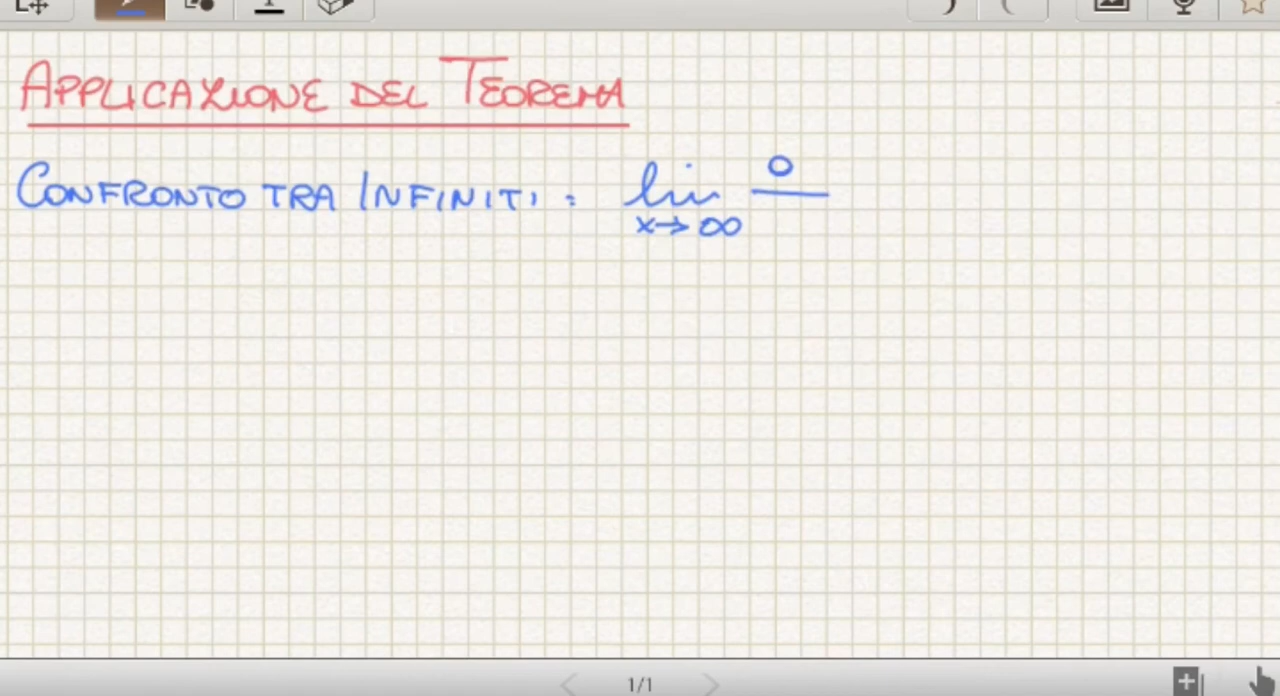 APPLICAZIONE DEL TEOREMA
CONFRONTO TRA INFINITI: lim x→∞ 0
1/1